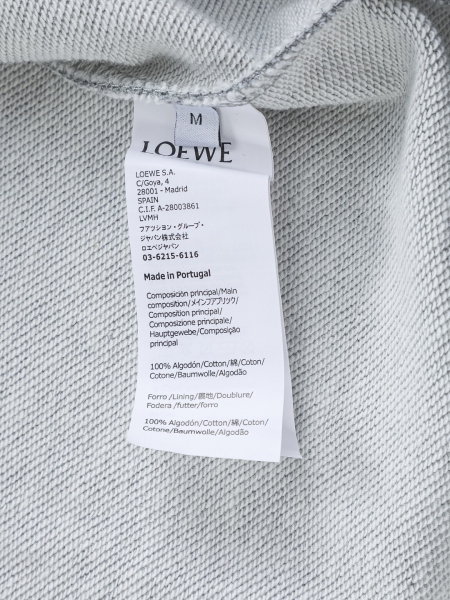 M
LOEWE
LOEWE S.A.
C/Goya, 4
28001 - Madrid
SPAIN
C.I.F. A-28003861
LVMH
ファッション・グループ・
ジャパン株式会社
ロエベジャパン
03-6215-6116
Made in Portugal
Composición principal/Main
composition/メインファブリック/
Composition principal/
Composizione principale/
Hauptgewebe/Composição
principal
100% Algodón/Cotton/綿/Coton/
Cotone/Baumwolle/Algodão
Forro/Lining/裏地/Doublure/
Fodera/futter/forro
100% Algodón/Cotton/綿/Coton/
Cotone/Baumwolle/Algodão